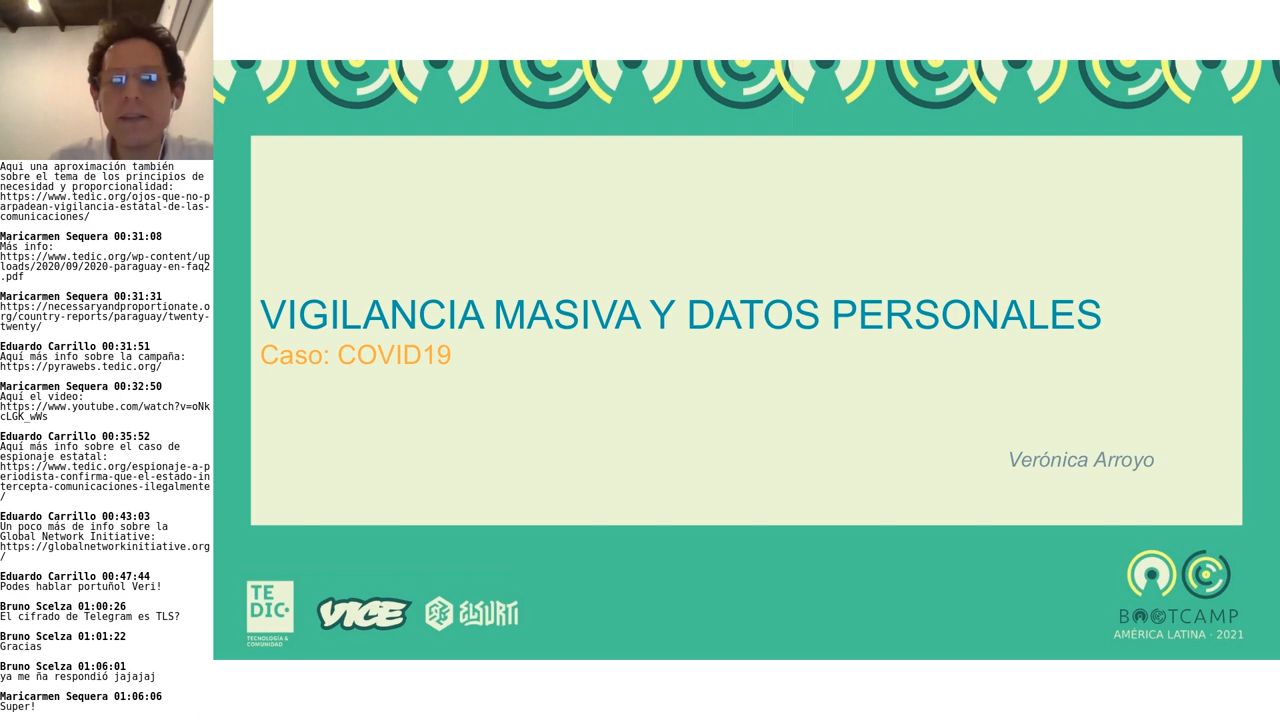 Aqui una aproximación también
sobre el tema de los principios de
necesidad y proporcionalidad:
https://www.tedic.org/ojos-que-no-p
arpadean-vigilancia-estatal-de-las-
comunicaciones/
Maricarmen Sequera 00:31:08
Más info:
https://www.tedic.org/wp-content/up
loads/2020/09/2020-paraguay-en-faq2
.pdf
Maricarmen Sequera 00:31:31
https://necessaryandproportionate.o
rg/country-reports/paraguay/twenty-
twenty/
Eduardo Carrillo 00:31:51
Aquí más info sobre la campaña:
https://pyrawebs.tedic.org/
Maricarmen Sequera 00:32:50
Aquí el video:
https://www.youtube.com/watch?v=oNk
cLGK_wWs
Eduardo Carrillo 00:35:52
Aquí más info sobre el caso de
espionaje estatal:
https://www.tedic.org/espionaje-a-p
eriodista-confirma-que-el-estado-in
tercepta-comunicaciones-ilegalmente
/
Eduardo Carrillo 00:43:03
Un poco más de info sobre la
Global Network Initiative:
https://globalnetworkinitiative.org
/
Eduardo Carrillo 00:47:44
Podes hablar portuñol Veri!
Bruno Scelza 01:00:26
El cifrado de Telegram es TLS?
Bruno Scelza 01:01:22
Gracias
Bruno Scelza 01:06:01
ya me ña respondió jajajaj
Maricarmen Sequera 01:06:06
Super!
VIGILANCIA MASIVA Y DATOS PERSONALES
Caso: COVID19
Verónica Arroyo
TE
DIC
TECNOLOGÍA &
COMUNIDAD
VICE
ELSURTI
BOOTCAMP
AMÉRICA LATINA · 2021